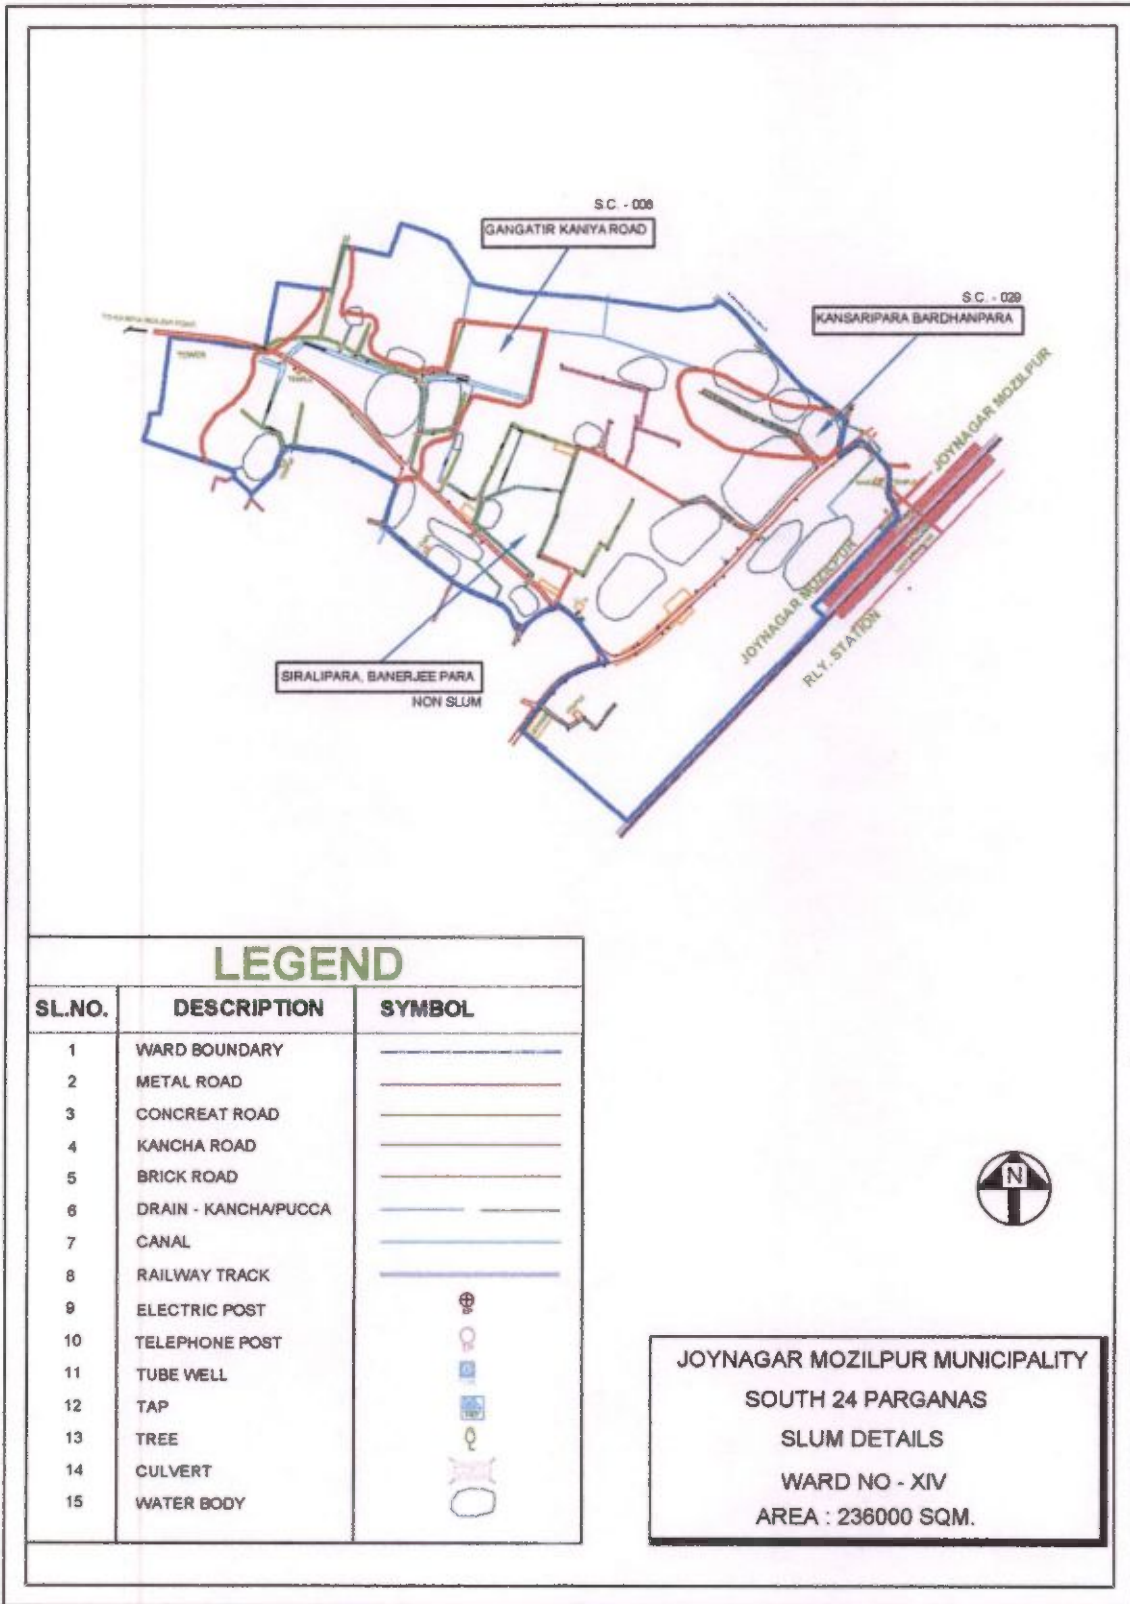 S.C. - 008
GANGATIR KANIYA ROAD
S.C. - 029
KANSARIPARA BARDHANPARA
TOWER
JOYNAGAR MOZILPUR
JOYNAGAR MOZILPUR
RLY. STATION
SIRALIPARA, BANERJEE PARA
NON SLUM
LEGEND
SL.NO. DESCRIPTION SYMBOL
1 WARD BOUNDARY
2 METAL ROAD
3 CONCREAT ROAD
4 KANCHA ROAD
5 BRICK ROAD
6 DRAIN - KANCHA/PUCCA
7 CANAL
8 RAILWAY TRACK
9 ELECTRIC POST
10 TELEPHONE POST
11 TUBE WELL
12 TAP
13 TREE
14 CULVERT
15 WATER BODY
N
JOYNAGAR MOZILPUR MUNICIPALITY
SOUTH 24 PARGANAS
SLUM DETAILS
WARD NO - XIV
AREA : 236000 SQM.